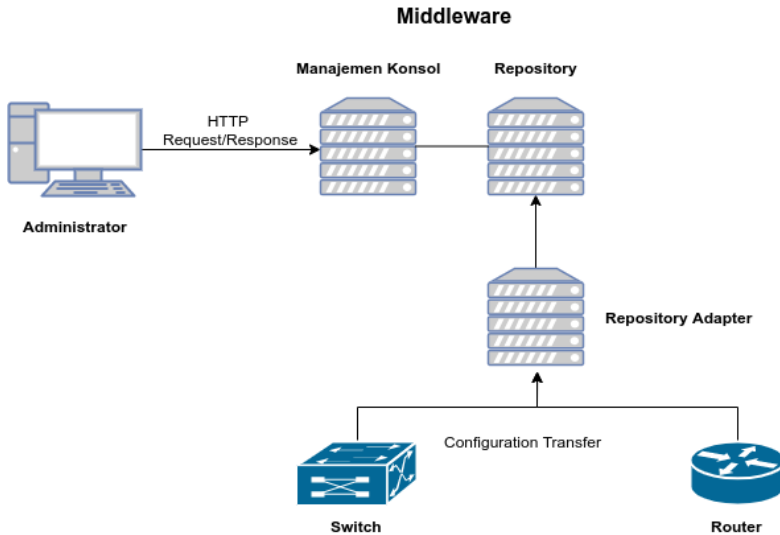 Middleware
Manajemen Konsol
Repository
HTTP
Request/Response
Administrator
Repository Adapter
Configuration Transfer
Switch
Router